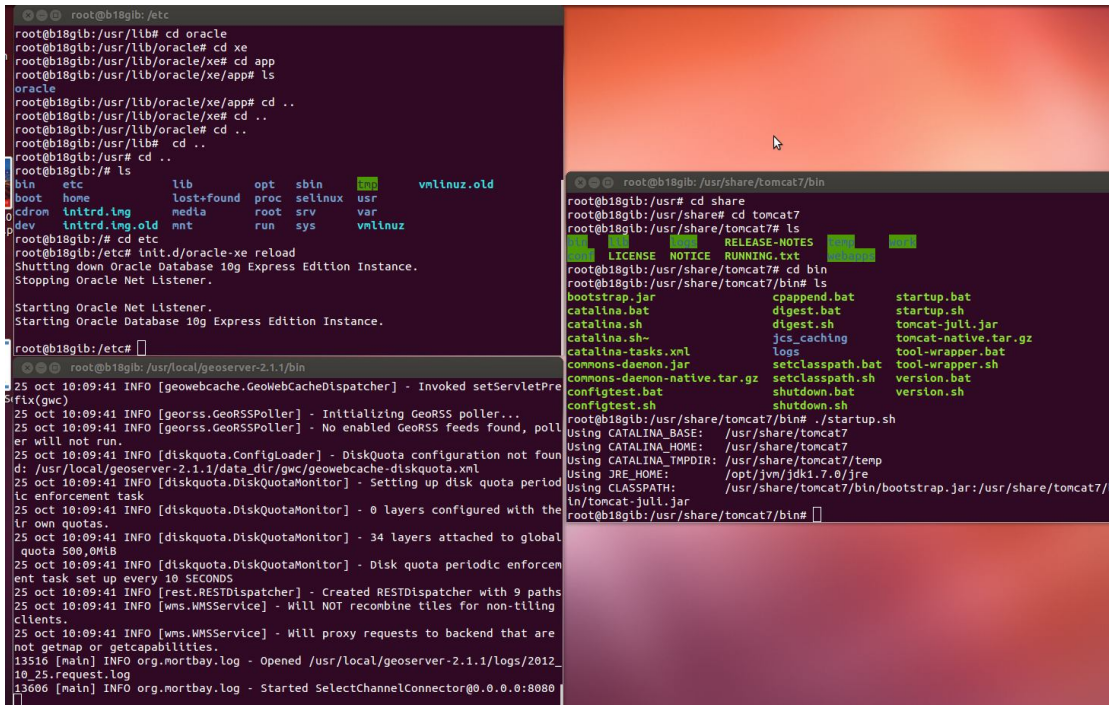 root@b18gib: /etc
root@b18gib:/usr/lib# cd oracle
root@b18gib:/usr/lib/oracle# cd xe
root@b18gib:/usr/lib/oracle/xe# cd app
root@b18gib:/usr/lib/oracle/xe/app# ls
oracle
root@b18gib:/usr/lib/oracle/xe/app# cd ..
root@b18gib:/usr/lib/oracle/xe# cd ..
root@b18gib:/usr/lib/oracle# cd ..
root@b18gib:/usr/lib#  cd ..
root@b18gib:/usr# cd ..
root@b18gib:/# ls
bin etc lib opt sbin tmp vmlinuz.old
boot home lost+found proc selinux usr
cdrom initrd.img media root srv var
dev initrd.img.old mnt run sys vmlinuz
root@b18gib:/# cd etc
root@b18gib:/etc# init.d/oracle-xe reload
Shutting down Oracle Database 10g Express Edition Instance.
Stopping Oracle Net Listener.
Starting Oracle Net Listener.
Starting Oracle Database 10g Express Edition Instance.
root@b18gib:/etc#
root@b18gib: /usr/local/geoserver-2.1.1/bin
25 oct 10:09:41 INFO [geowebcache.GeoWebCacheDispatcher] - Invoked setServletPre
fix(gwc)
25 oct 10:09:41 INFO [georss.GeoRSSPoller] - Initializing GeoRSS poller...
25 oct 10:09:41 INFO [georss.GeoRSSPoller] - No enabled GeoRSS feeds found, poll
er will not run.
25 oct 10:09:41 INFO [diskquota.ConfigLoader] - DiskQuota configuration not foun
d: /usr/local/geoserver-2.1.1/data_dir/gwc/geowebcache-diskquota.xml
25 oct 10:09:41 INFO [diskquota.DiskQuotaMonitor] - Setting up disk quota period
ic enforcement task
25 oct 10:09:41 INFO [diskquota.DiskQuotaMonitor] - 0 layers configured with the
ir own quotas.
25 oct 10:09:41 INFO [diskquota.DiskQuotaMonitor] - 34 layers attached to global
 quota 500,0MiB
25 oct 10:09:41 INFO [diskquota.DiskQuotaMonitor] - Disk quota periodic enforcem
ent task set up every 10 SECONDS
25 oct 10:09:41 INFO [rest.RESTDispatcher] - Created RESTDispatcher with 9 paths
25 oct 10:09:41 INFO [wms.WMSService] - Will NOT recombine tiles for non-tiling
clients.
25 oct 10:09:41 INFO [wms.WMSService] - Will proxy requests to backend that are
not getmap or getcapabilities.
13516 [main] INFO org.mortbay.log - Opened /usr/local/geoserver-2.1.1/logs/2012_
10_25.request.log
13606 [main] INFO org.mortbay.log - Started SelectChannelConnector@0.0.0.0:8080
root@b18gib: /usr/share/tomcat7/bin
root@b18gib:/usr# cd share
root@b18gib:/usr/share# cd tomcat7
root@b18gib:/usr/share/tomcat7# ls
bin lib logs RELEASE-NOTES temp work
conf LICENSE NOTICE RUNNING.txt webapps
root@b18gib:/usr/share/tomcat7# cd bin
root@b18gib:/usr/share/tomcat7/bin# ls
bootstrap.jar cpappend.bat startup.bat
catalina.bat digest.bat startup.sh
catalina.sh digest.sh tomcat-juli.jar
catalina.sh~ jcs_caching tomcat-native.tar.gz
catalina-tasks.xml logs tool-wrapper.bat
commons-daemon.jar setclasspath.bat tool-wrapper.sh
commons-daemon-native.tar.gz setclasspath.sh version.bat
configtest.bat shutdown.bat version.sh
configtest.sh shutdown.sh
root@b18gib:/usr/share/tomcat7/bin# ./startup.sh
Using CATALINA_BASE: /usr/share/tomcat7
Using CATALINA_HOME: /usr/share/tomcat7
Using CATALINA_TMPDIR: /usr/share/tomcat7/temp
Using JRE_HOME: /opt/jvm/jdk1.7.0/jre
Using CLASSPATH: /usr/share/tomcat7/bin/bootstrap.jar:/usr/share/tomcat7/
in/tomcat-juli.jar
root@b18gib:/usr/share/tomcat7/bin#